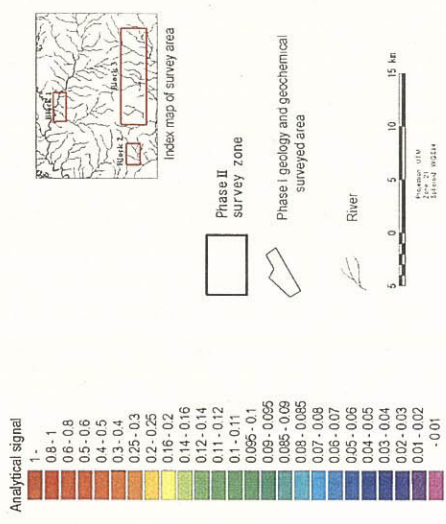 Analytical signal
1 -
0.8 - 1
0.6 - 0.8
0.5 - 0.6
0.4 - 0.5
0.3 - 0.4
0.25 - 0.3
0.2 - 0.25
0.16 - 0.2
0.14 - 0.16
0.12 - 0.14
0.11 - 0.12
0.1 - 0.11
0.095 - 0.1
0.09 - 0.095
0.085 - 0.09
0.08 - 0.085
0.07 - 0.08
0.06 - 0.07
0.05 - 0.06
0.04 - 0.05
0.03 - 0.04
0.02 - 0.03
0.01 - 0.02
- 0.01
Block 1
Block 2
Block
Index map of survey area
Phase II
survey zone
Phase I geology and geochemical
surveyed area
River
5 0 5 10 15 km
Projection UTM
Zone 21
Spheroid WGS84